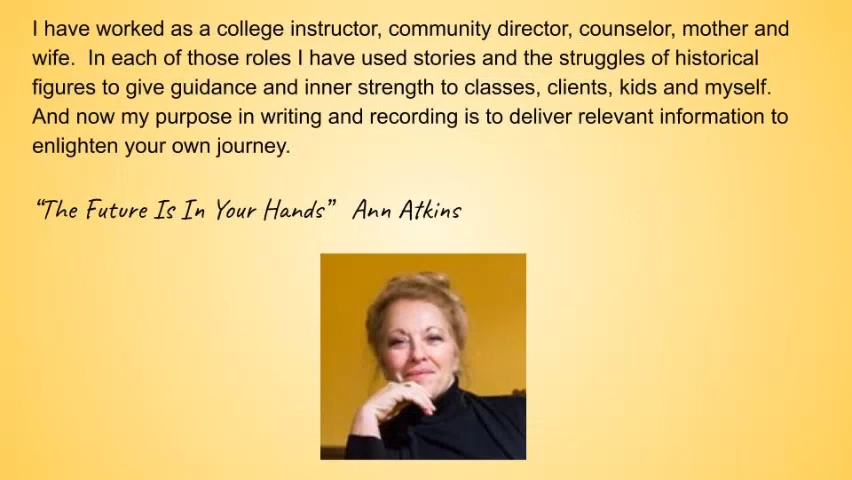 I have worked as a college instructor, community director, counselor, mother and
wife.  In each of those roles I have used stories and the struggles of historical
figures to give guidance and inner strength to classes, clients, kids and myself.
And now my purpose in writing and recording is to deliver relevant information to
enlighten your own journey.
“The Future Is In Your Hands”   Ann Atkins